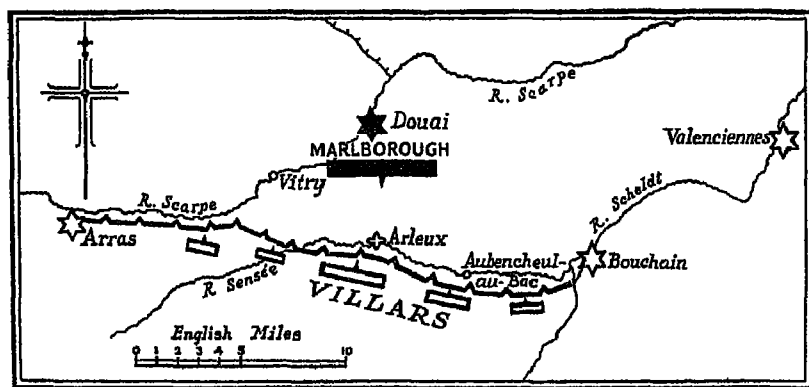 R. Scarpe
Douai
MARLBOROUGH
Valenciennes
Vitry
R. Scheldt
R. Scarpe
Arras
Arleux
Aubencheul-
au-Bac
Bouchain
R Sensée
VILLARS
English Miles
0 1 2 3 4 5 10